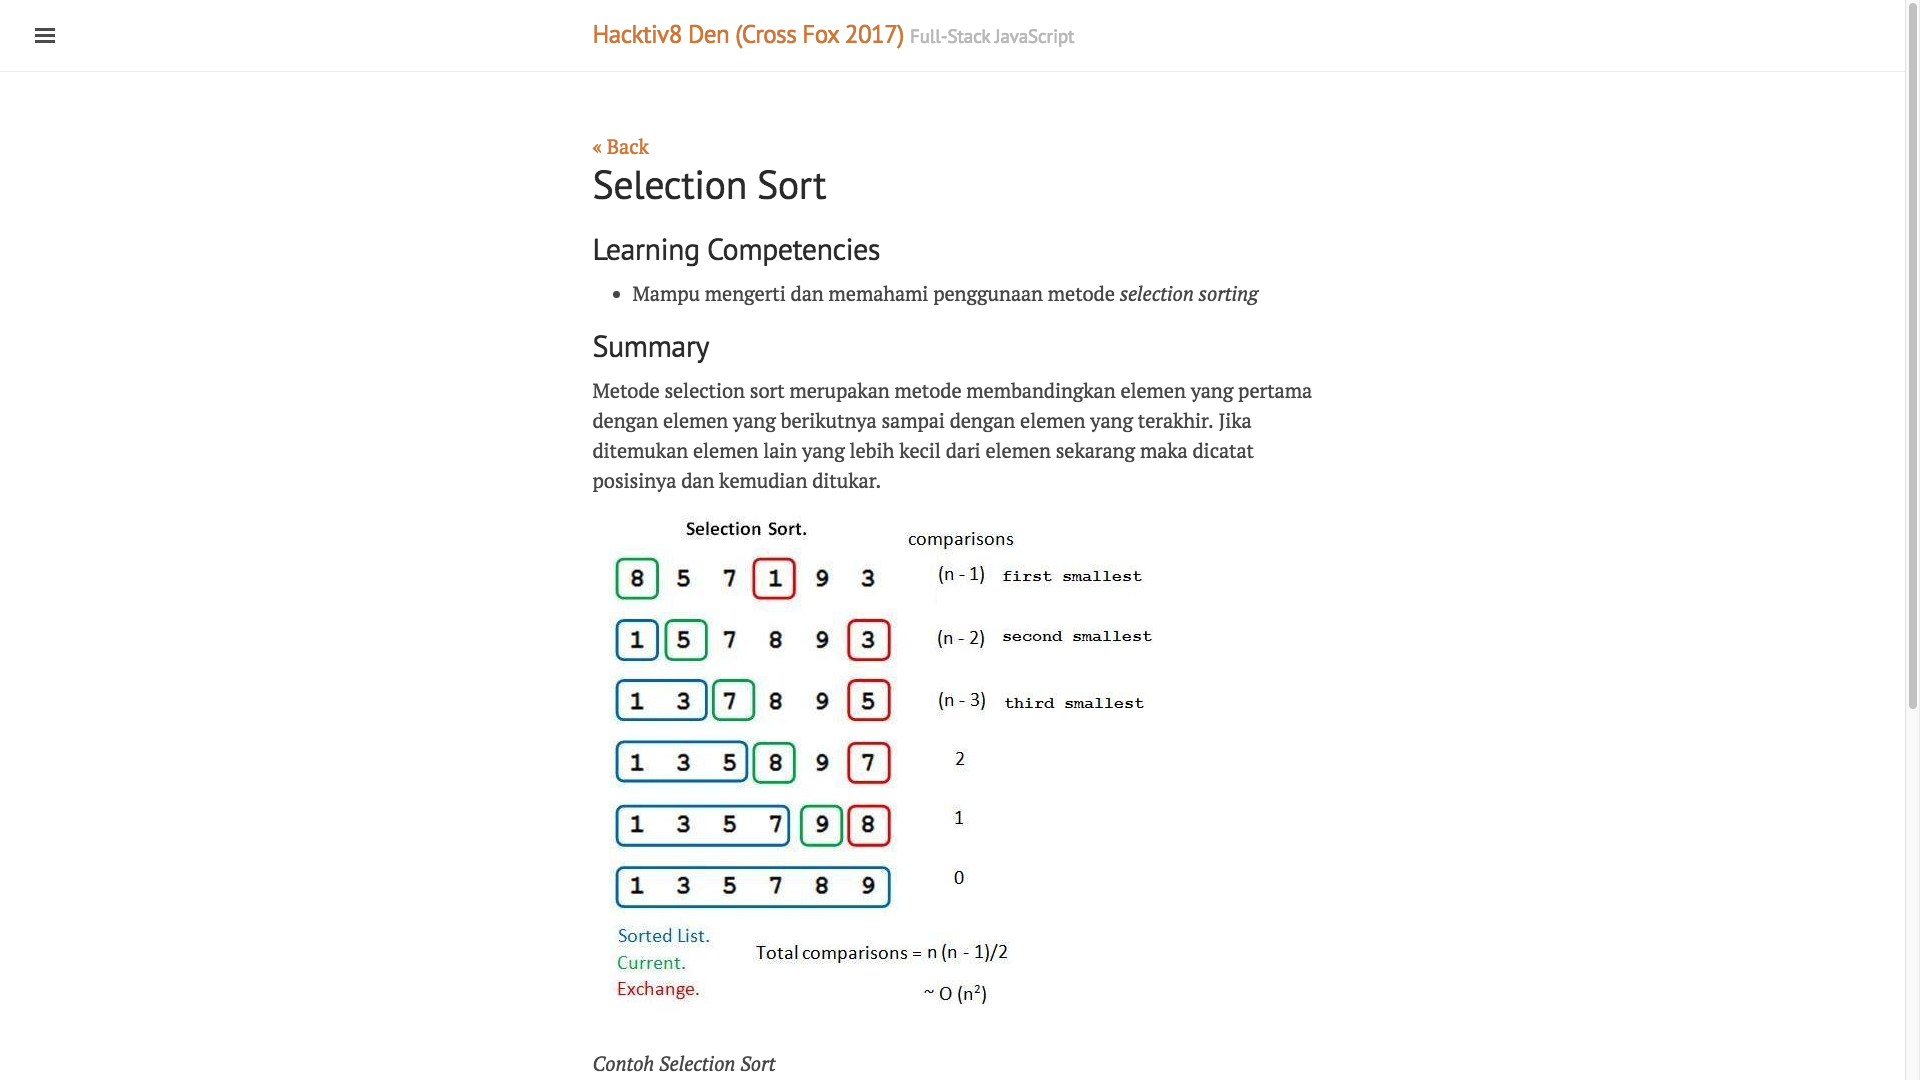 Hacktiv8 Den (Cross Fox 2017) Full-Stack JavaScript
« Back
Selection Sort
Learning Competencies
• Mampu mengerti dan memahami penggunaan metode selection sorting
Summary
Metode selection sort merupakan metode membandingkan elemen yang pertama
dengan elemen yang berikutnya sampai dengan elemen yang terakhir. Jika
ditemukan elemen lain yang lebih kecil dari elemen sekarang maka dicatat
posisinya dan kemudian ditukar.
Selection Sort.
comparisons
8 5 7 1 9 3 (n - 1) first smallest
1 5 7 8 9 3 (n - 2) second smallest
1 3 7 8 9 5 (n - 3) third smallest
1 3 5 8 9 7 2
1 3 5 7 9 8 1
1 3 5 7 8 9 0
Sorted List.
Current.
Exchange.
Total comparisons = n (n - 1)/2
~ O (n²)
Contoh Selection Sort